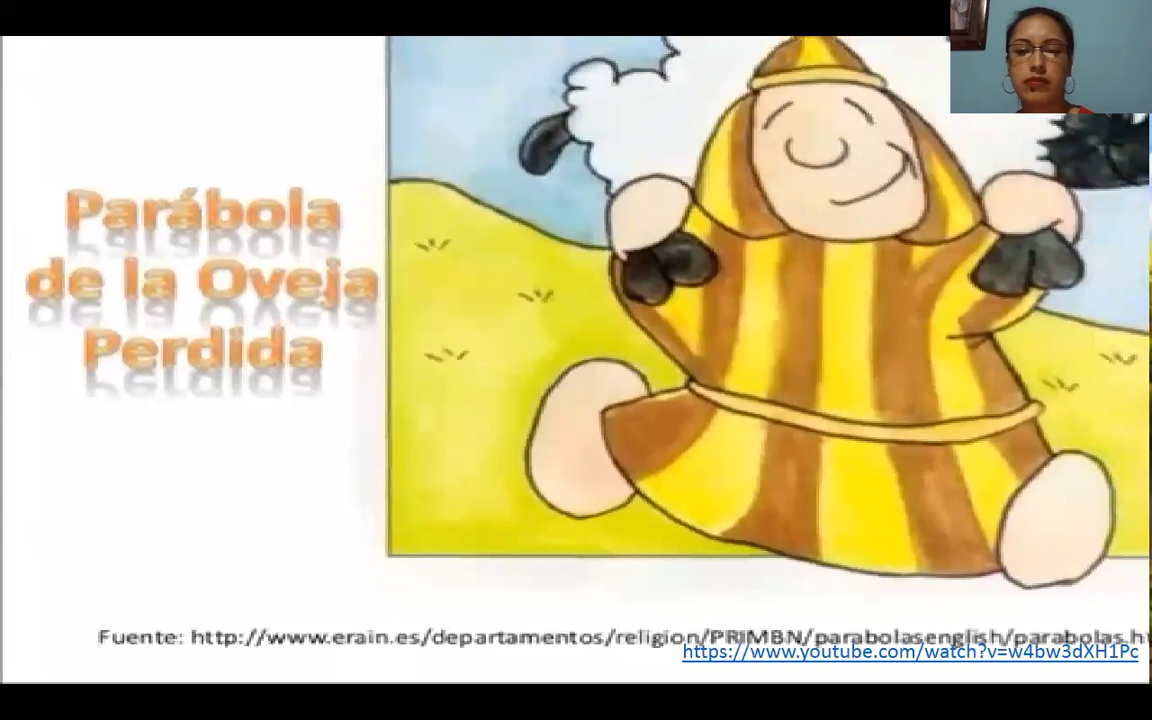 Parábola
de la Oveja
Perdida
Fuente: http://www.erain.es/departamentos/religion/PRIMBN/parabolasenglish/parabolas.h
https://www.youtube.com/watch?v=w4bw3dXH1Pc